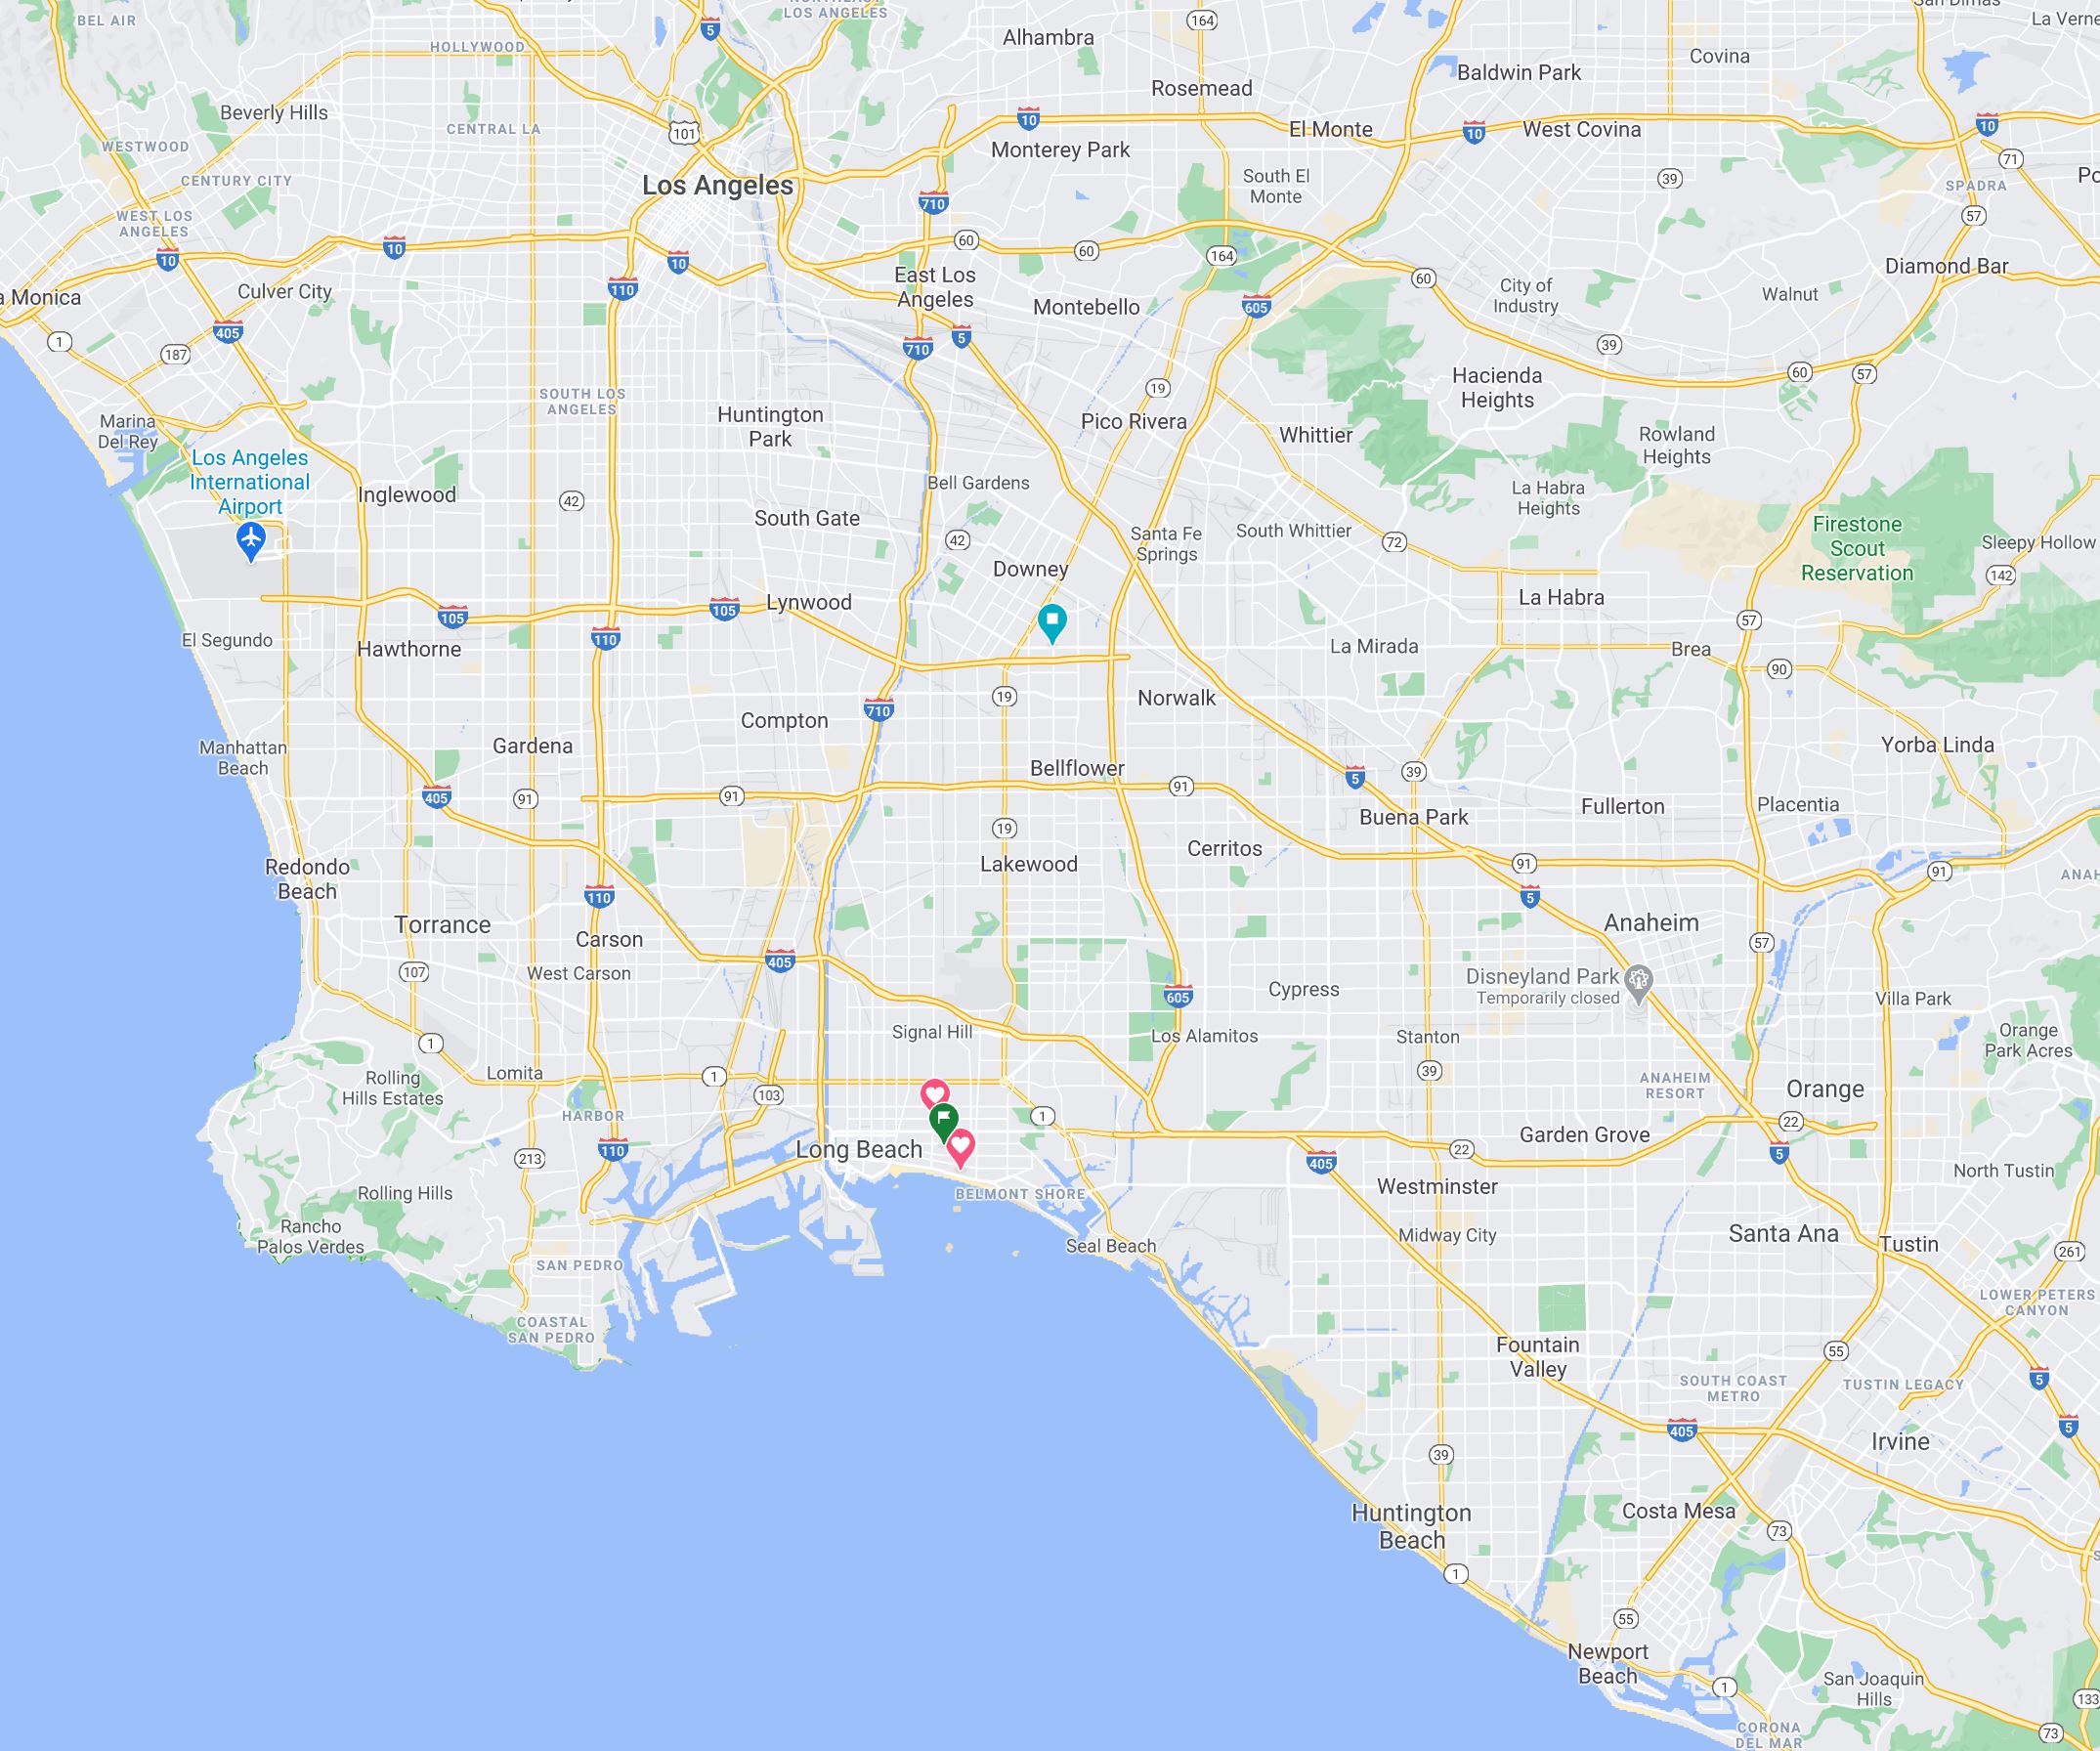 BEL AIR
NORTHEAST
LOS ANGELES
San Dimas
La Verne
5
164
Alhambra
HOLLYWOOD
Covina
Baldwin Park
Rosemead
Beverly Hills
CENTRAL LA
101
10
El Monte
10
West Covina
10
WESTWOOD
Monterey Park
71
CENTURY CITY
Los Angeles
South El
Monte
39
SPADRA
710
WEST LOS
ANGELES
57
10
10
10
60
60
164
Diamond Bar
East Los
Angeles
60
City of
Industry
Walnut
a Monica
Culver City
110
Montebello
605
1
405
187
710
5
39
60
57
19
Hacienda
Heights
SOUTH LOS
ANGELES
Marina
Del Rey
Huntington
Park
Pico Rivera
Whittier
Rowland
Heights
Los Angeles
International
Airport
Inglewood
42
Bell Gardens
La Habra
Heights
South Gate
42
Santa Fe
Springs
South Whittier
72
Firestone
Scout
Reservation
Sleepy Hollow
142
Downey
105
105
Lynwood
La Habra
57
El Segundo
Hawthorne
110
La Mirada
Brea
90
19
Norwalk
710
Compton
Manhattan
Beach
Gardena
Yorba Linda
Bellflower
5
39
405
91
91
91
Buena Park
Fullerton
Placentia
19
Cerritos
Lakewood
91
91
Redondo
Beach
110
5
ANAH
Torrance
Carson
Anaheim
57
107
West Carson
405
605
Cypress
Disneyland Park
Temporarily closed
Villa Park
1
Signal Hill
Los Alamitos
Stanton
Orange
Park Acres
Rolling
Hills Estates
Lomita
1
103
39
ANAHEIM
RESORT
Orange
HARBOR
1
22
110
Long Beach
Garden Grove
22
5
213
405
North Tustin
Rolling Hills
BELMONT SHORE
Westminster
Rancho
Palos Verdes
Seal Beach
Midway City
Santa Ana
Tustin
261
SAN PEDRO
LOWER PETERS
CANYON
COASTAL
SAN PEDRO
Fountain
Valley
55
SOUTH COAST
METRO
TUSTIN LEGACY
5
405
5
Irvine
39
Huntington
Beach
Costa Mesa
73
1
55
Newport
Beach
San Joaquin
Hills
1
133
CORONA
DEL MAR
73